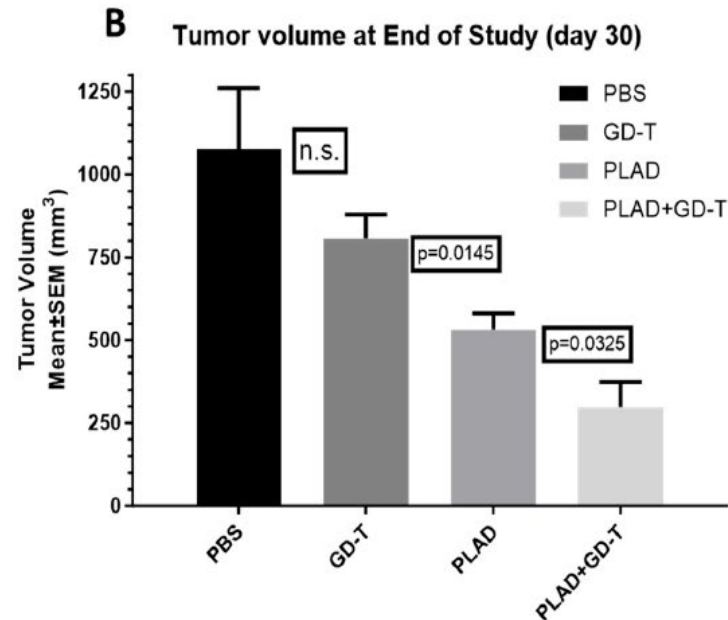 B
Tumor volume at End of Study (day 30)
Tumor Volume
Mean±SEM (mm³)
1250
1000
750
500
250
0
n.s.
p=0.0145
p=0.0325
PBS
GD-T
PLAD
PLAD+GD-T
PBS
GD-T
PLAD
PLAD+GD-T